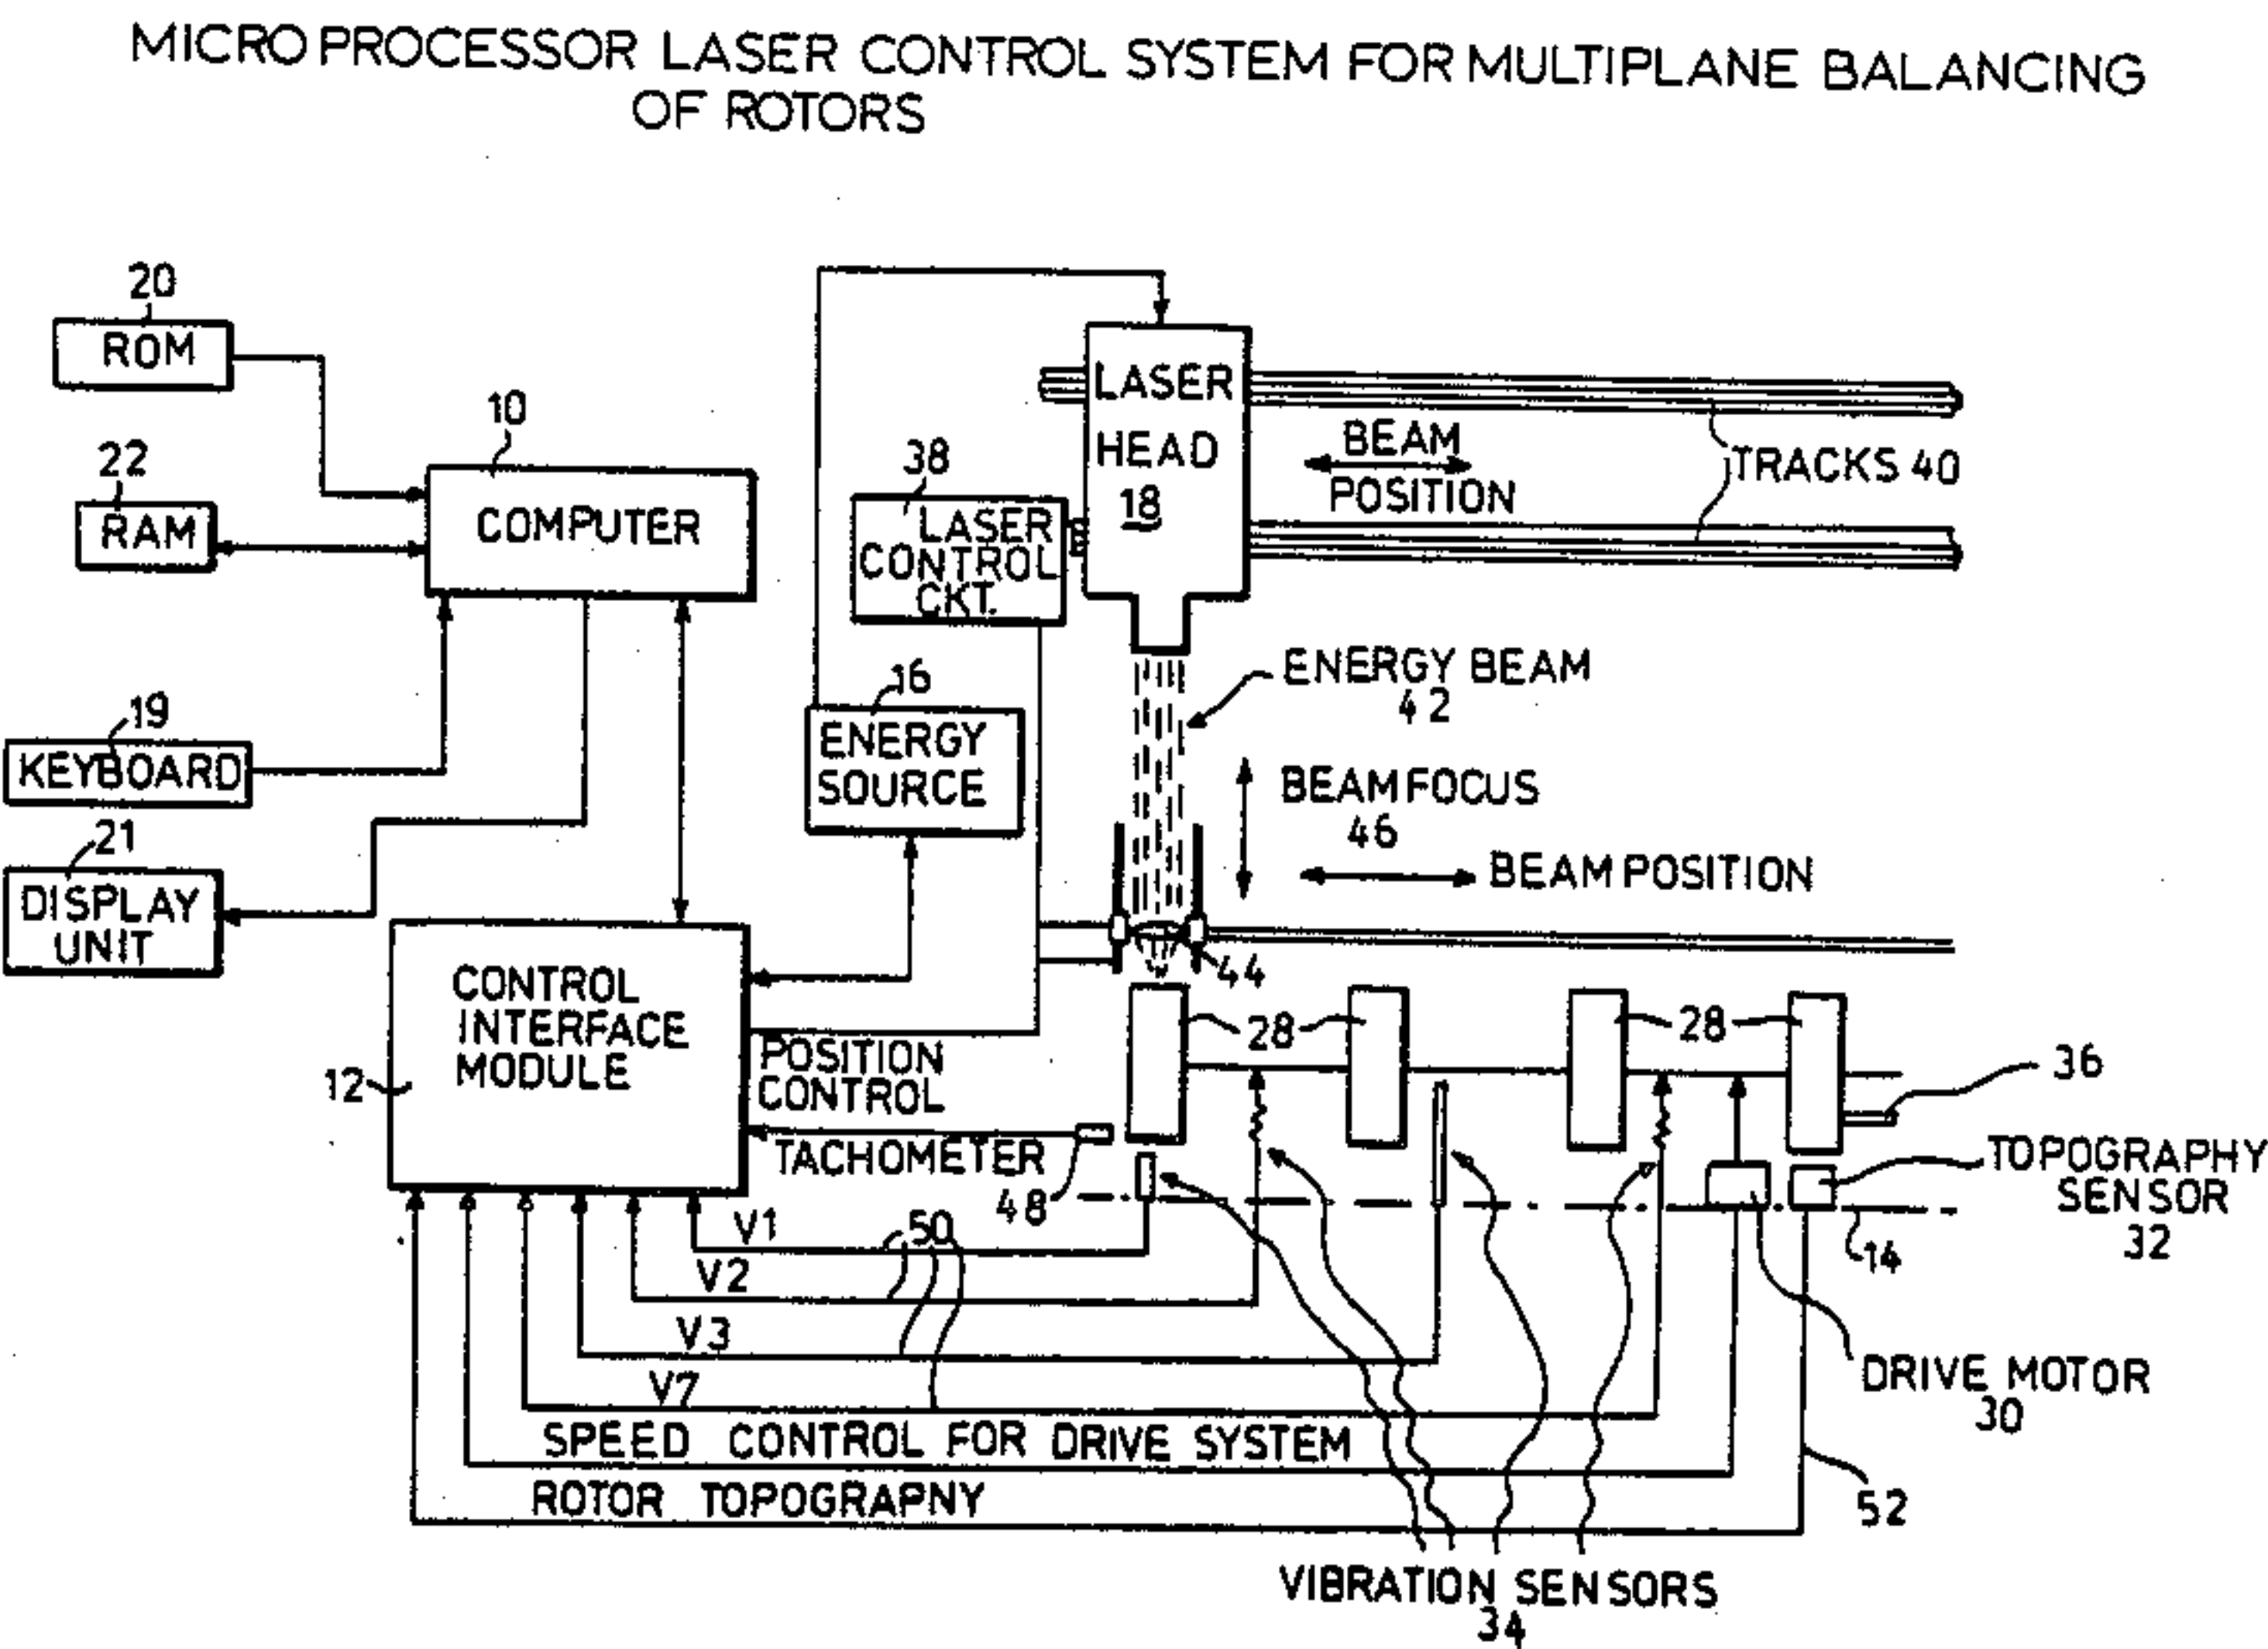 MICRO PROCESSOR LASER CONTROL SYSTEM FOR MULTIPLANE BALANCING
OF ROTORS
20
ROM
10
22
RAM
COMPUTER
38
LASER
CONTROL
CKT.
LASER
HEAD
18
BEAM
POSITION
TRACKS 40
ENERGY BEAM
42
16
ENERGY
SOURCE
19
KEYBOARD
21
DISPLAY
UNIT
BEAM FOCUS
46
BEAM POSITION
44
CONTROL
INTERFACE
MODULE
12
POSITION
CONTROL
TACHOMETER
48
28
28
36
TOPOGRAPHY
SENSOR
32
14
V1
50
V2
V3
V7
DRIVE MOTOR
30
SPEED CONTROL FOR DRIVE SYSTEM
ROTOR TOPOGRAPNY
52
VIBRATION SENSORS
34